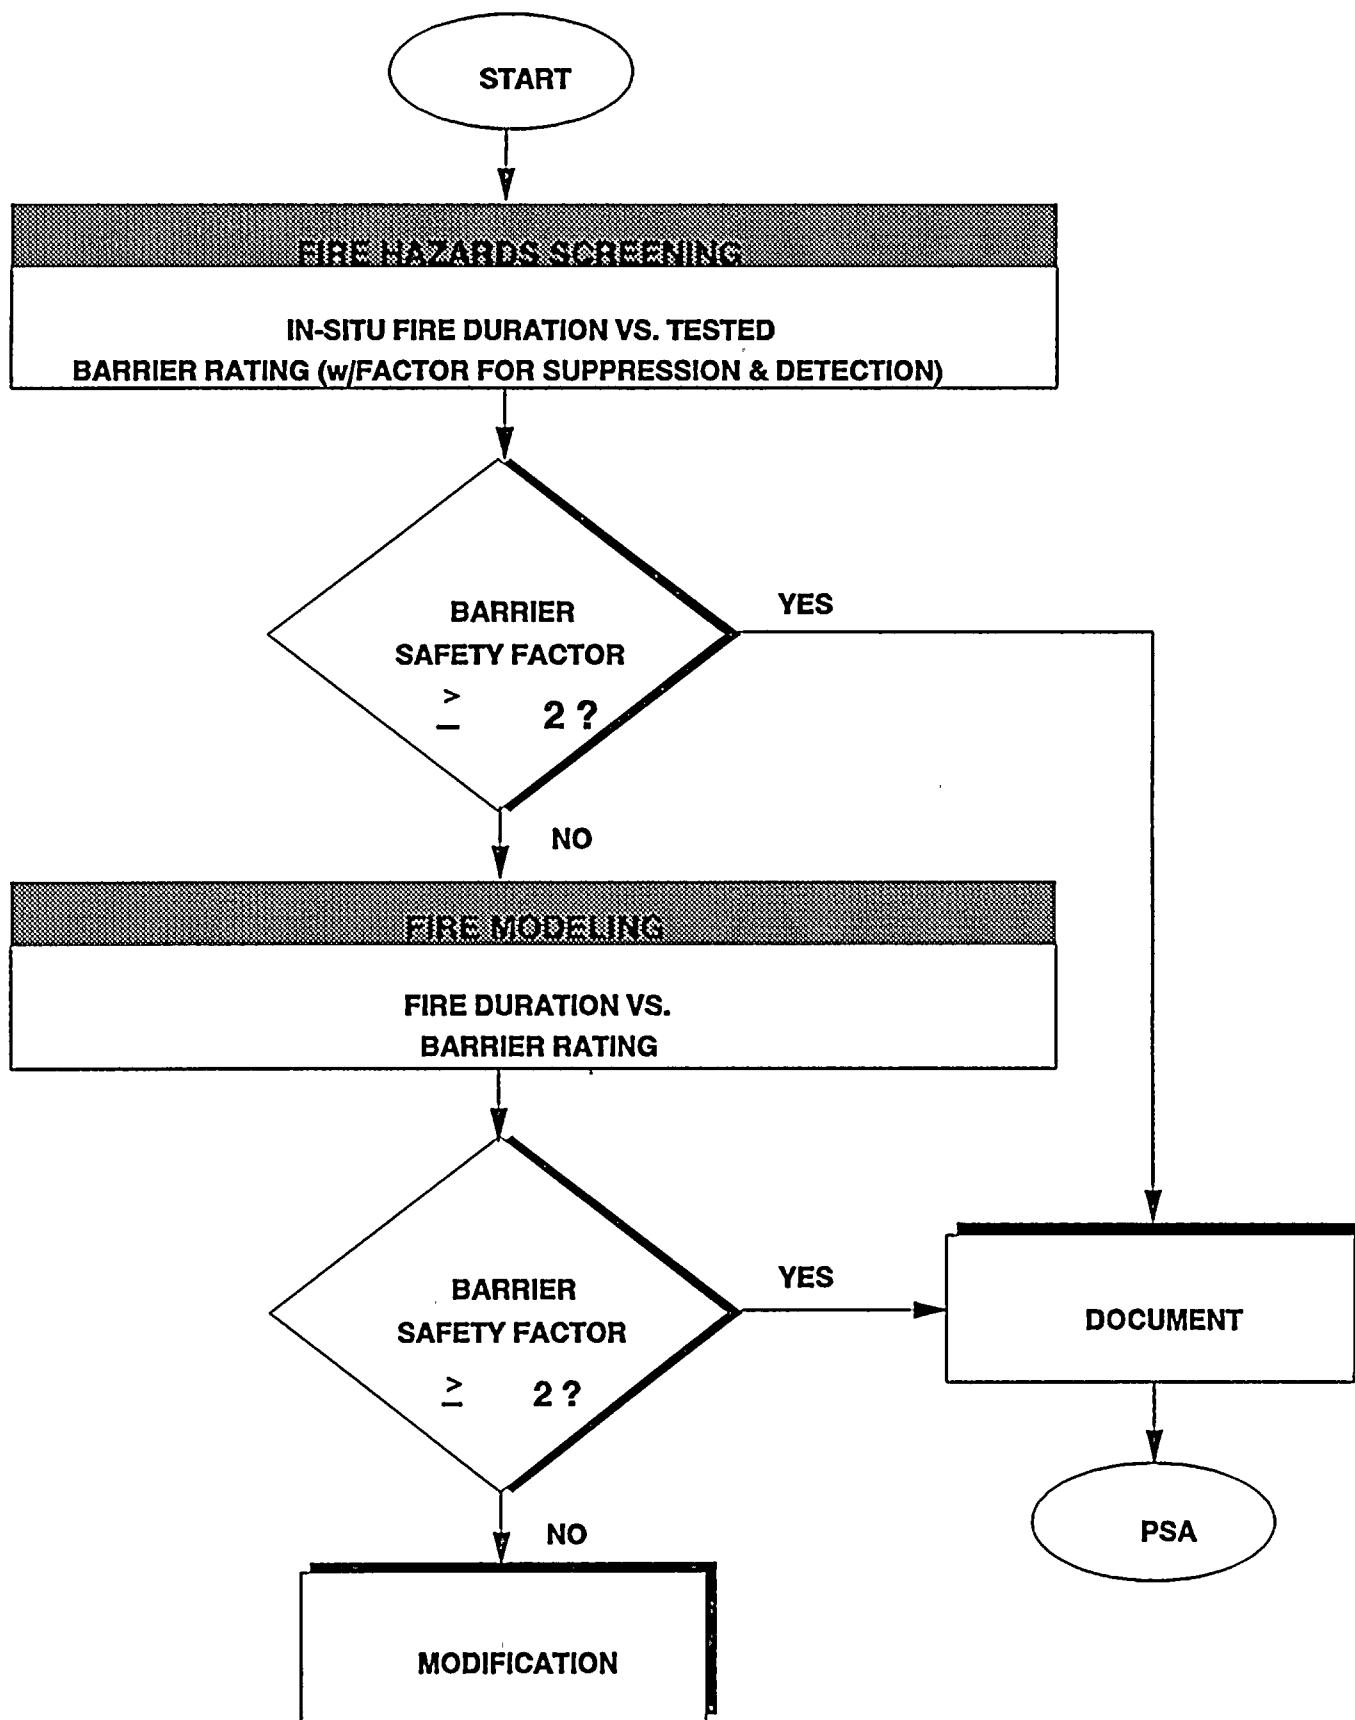 START
FIRE HAZARDS SCREENING
IN-SITU FIRE DURATION VS. TESTED
BARRIER RATING (w/FACTOR FOR SUPPRESSION & DETECTION)
BARRIER
SAFETY FACTOR
≥ 2 ?
YES
NO
FIRE MODELING
FIRE DURATION VS.
BARRIER RATING
BARRIER
SAFETY FACTOR
≥ 2 ?
YES
DOCUMENT
NO
PSA
MODIFICATION